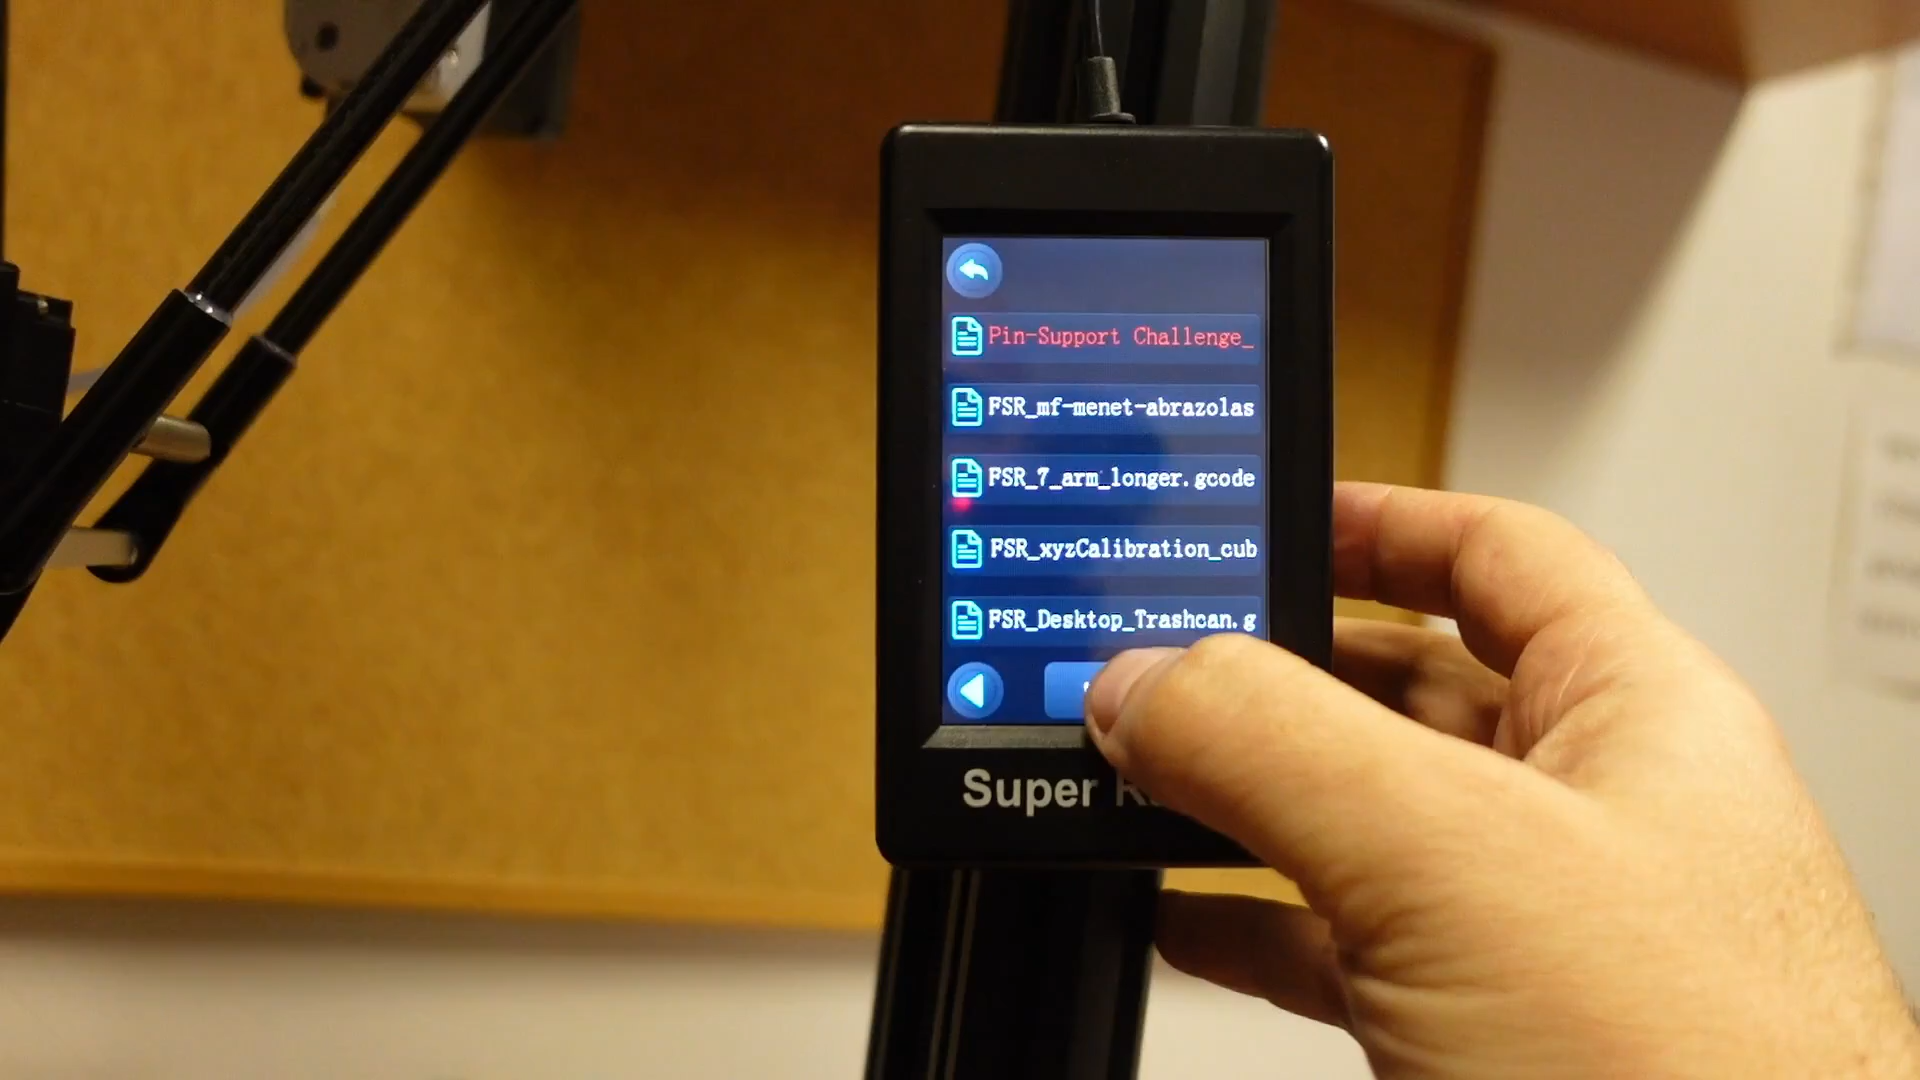 Pin-Support Challenge_
FSR_mf-menet-abrazolas
FSR_7_arm_longer.gcode
FSR_xyzCalibration_cub
FSR_Desktop_Trashcan.g
Super